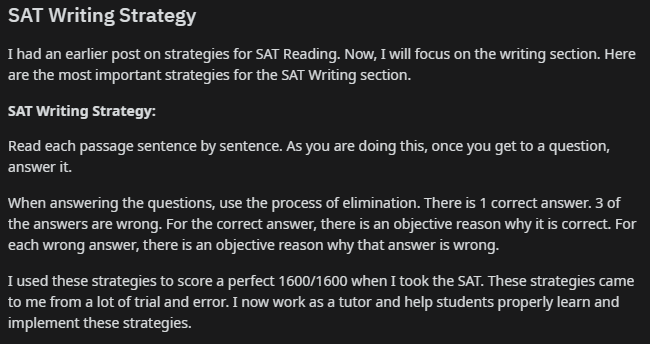 SAT Writing Strategy
I had an earlier post on strategies for SAT Reading. Now, I will focus on the writing section. Here
are the most important strategies for the SAT Writing section.
SAT Writing Strategy:
Read each passage sentence by sentence. As you are doing this, once you get to a question,
answer it.
When answering the questions, use the process of elimination. There is 1 correct answer. 3 of
the answers are wrong. For the correct answer, there is an objective reason why it is correct. For
each wrong answer, there is an objective reason why that answer is wrong.
I used these strategies to score a perfect 1600/1600 when I took the SAT. These strategies came
to me from a lot of trial and error. I now work as a tutor and help students properly learn and
implement these strategies.